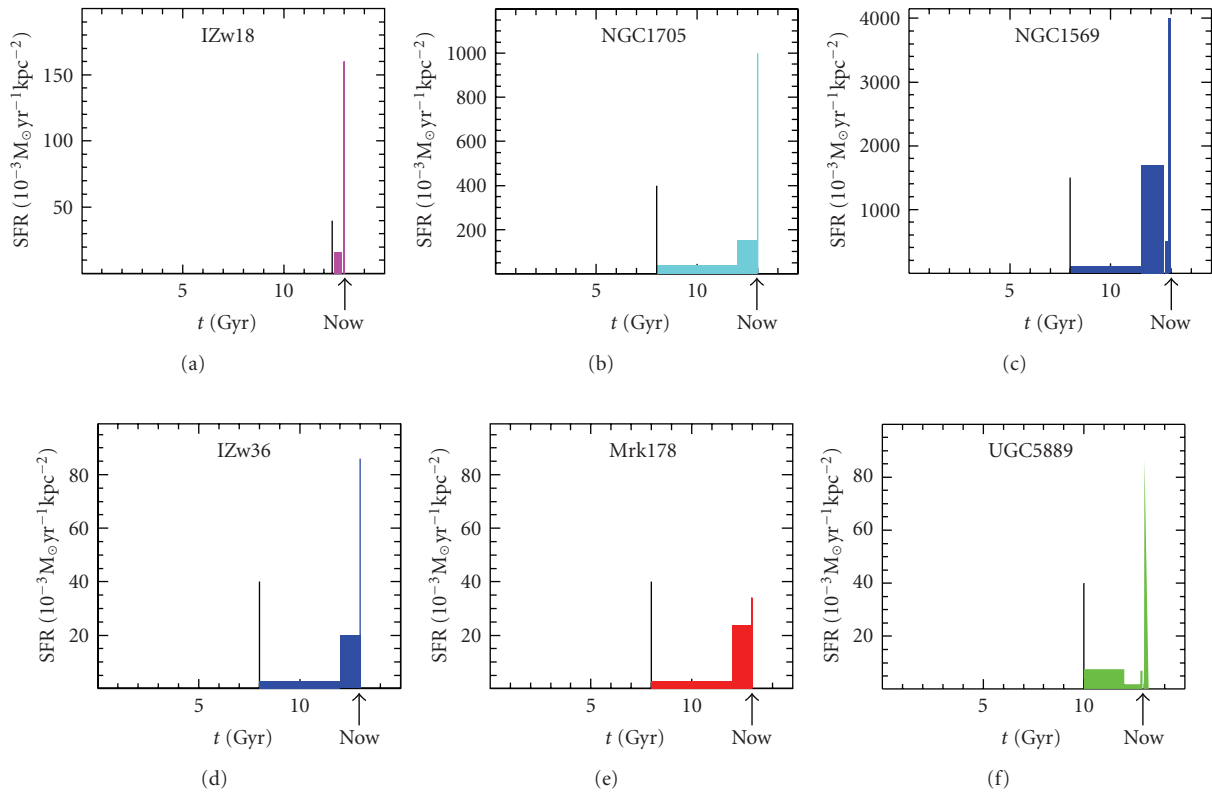 IZw18
SFR (10−3M⊙yr−1kpc−2)
150
100
50
5 10
t (Gyr) Now
(a)
NGC1705
SFR (10−3M⊙yr−1kpc−2)
1000
800
600
400
200
5 10
t (Gyr) Now
(b)
NGC1569
SFR (10−3M⊙yr−1kpc−2)
4000
3000
2000
1000
5 10
t (Gyr) Now
(c)
IZw36
SFR (10−3M⊙yr−1kpc−2)
80
60
40
20
5 10
t (Gyr) Now
(d)
Mrk178
SFR (10−3M⊙yr−1kpc−2)
80
60
40
20
5 10
t (Gyr) Now
(e)
UGC5889
SFR (10−3M⊙yr−1kpc−2)
80
60
40
20
5 10
t (Gyr) Now
(f)